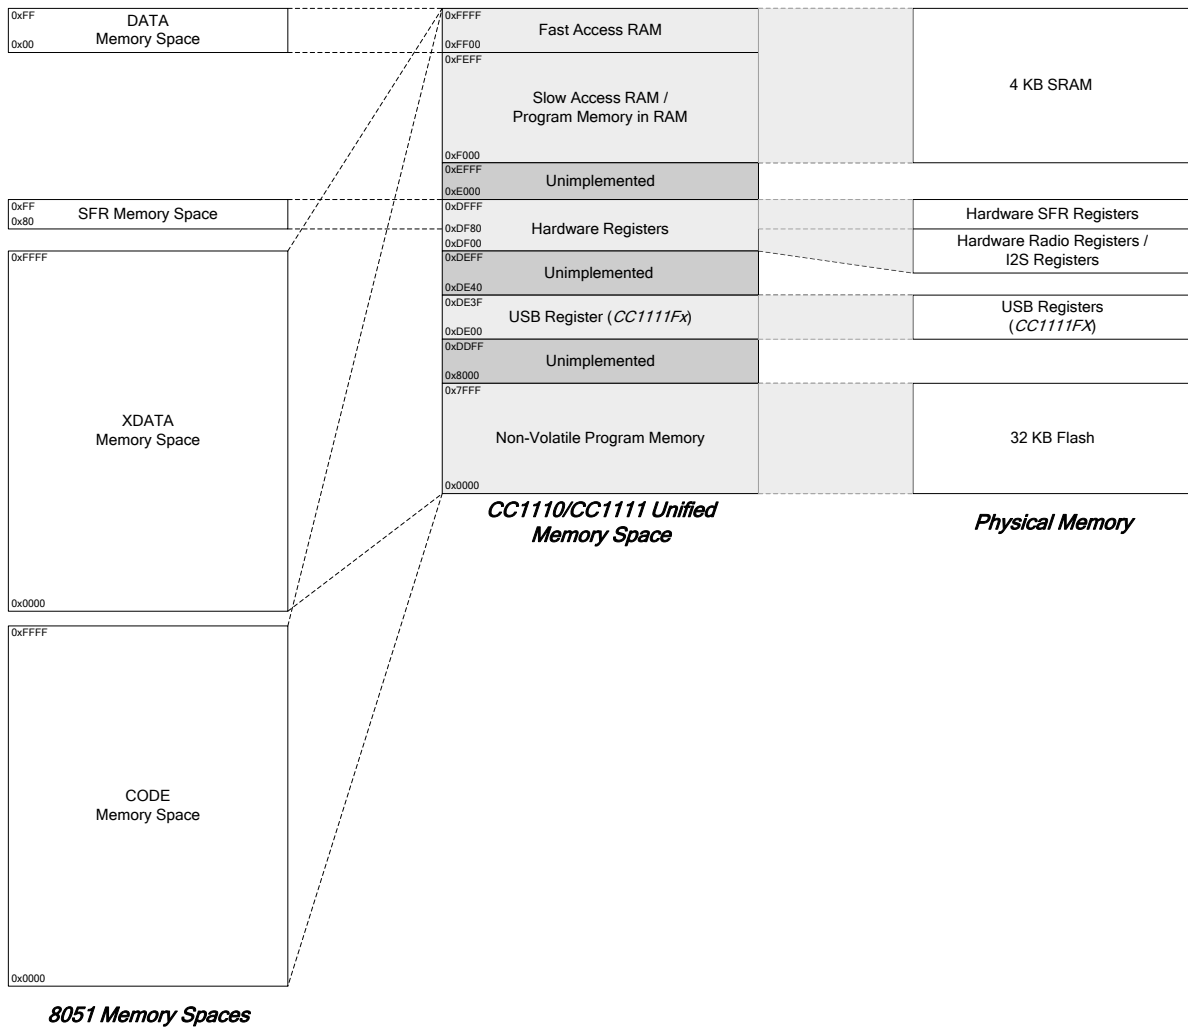 0xFF
DATA
Memory Space
0x00
0xFF
SFR Memory Space
0x80
0xFFFF
XDATA
Memory Space
0x0000
0xFFFF
CODE
Memory Space
0x0000
8051 Memory Spaces
0xFFFF
Fast Access RAM
0xFF00
0xFEFF
Slow Access RAM /
Program Memory in RAM
0xF000
0xEFFF
Unimplemented
0xE000
0xDFFF
Hardware Registers
0xDF80
0xDF00
0xDEFF
Unimplemented
0xDE40
0xDE3F
USB Register (CC1111Fx)
0xDE00
0xDDFF
Unimplemented
0x8000
0x7FFF
Non-Volatile Program Memory
0x0000
CC1110/CC1111 Unified
Memory Space
4 KB SRAM
Hardware SFR Registers
Hardware Radio Registers /
I2S Registers
USB Registers
(CC1111FX)
32 KB Flash
Physical Memory